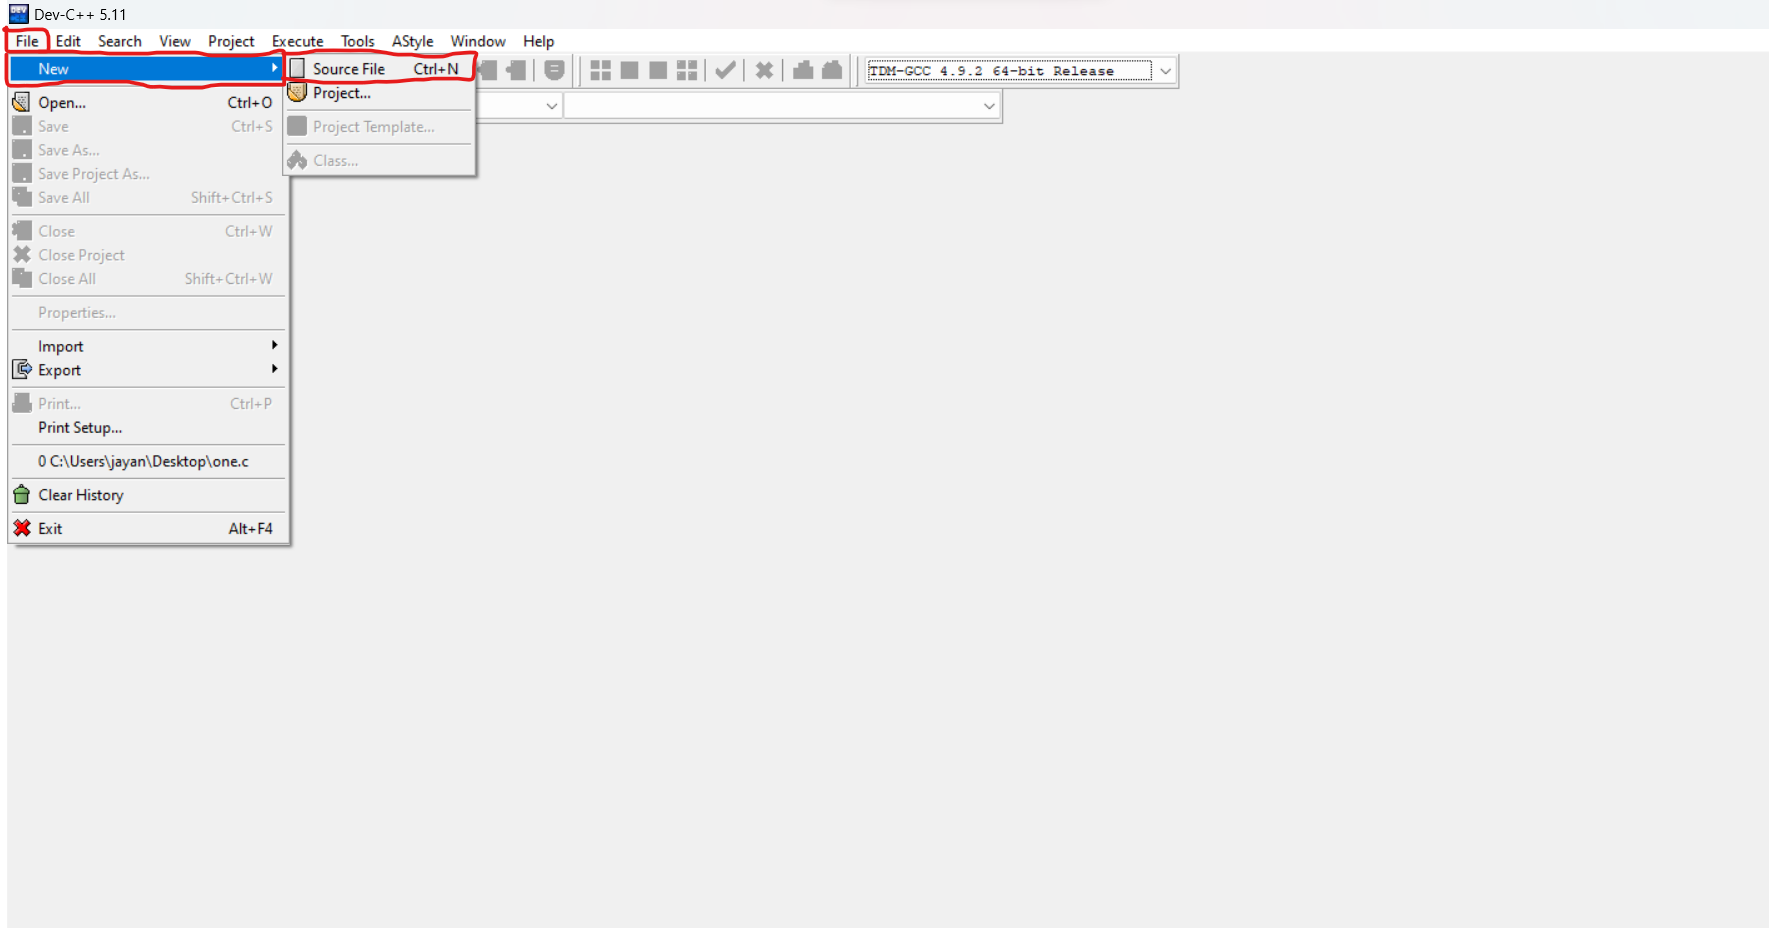 Dev-C++ 5.11
File Edit Search View Project Execute Tools AStyle Window Help
New
Source File Ctrl+N
TDM-GCC 4.9.2 64-bit Release
Project...
Open... Ctrl+O
Save Ctrl+S
Project Template...
Save As...
Class...
Save Project As...
Save All Shift+Ctrl+S
Close Ctrl+W
Close Project
Close All Shift+Ctrl+W
Properties...
Import
Export
Print... Ctrl+P
Print Setup...
0 C:\Users\jayan\Desktop\one.c
Clear History
Exit Alt+F4